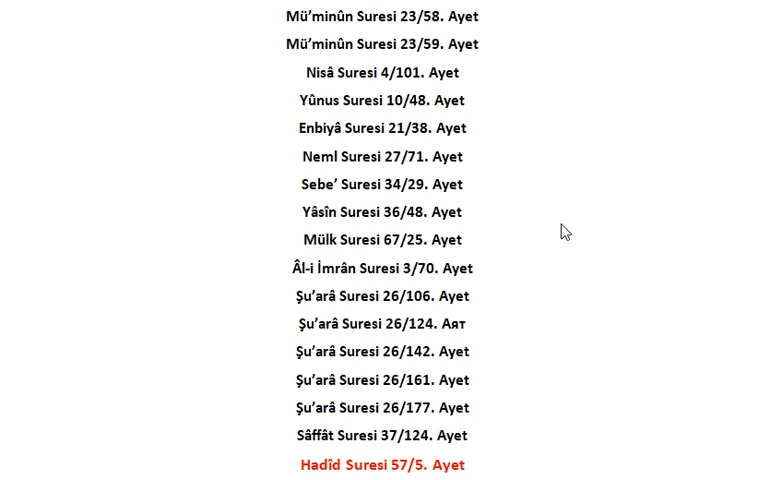 Mü’minûn Suresi 23/58. Ayet
Mü’minûn Suresi 23/59. Ayet
Nisâ Suresi 4/101. Ayet
Yûnus Suresi 10/48. Ayet
Enbiyâ Suresi 21/38. Ayet
Neml Suresi 27/71. Ayet
Sebe’ Suresi 34/29. Ayet
Yâsîn Suresi 36/48. Ayet
Mülk Suresi 67/25. Ayet
Âl-i İmrân Suresi 3/70. Ayet
Şu’arâ Suresi 26/106. Ayet
Şu’arâ Suresi 26/124. Аят
Şu’arâ Suresi 26/142. Ayet
Şu’arâ Suresi 26/161. Ayet
Şu’arâ Suresi 26/177. Ayet
Sâffât Suresi 37/124. Ayet
Hadîd Suresi 57/5. Ayet